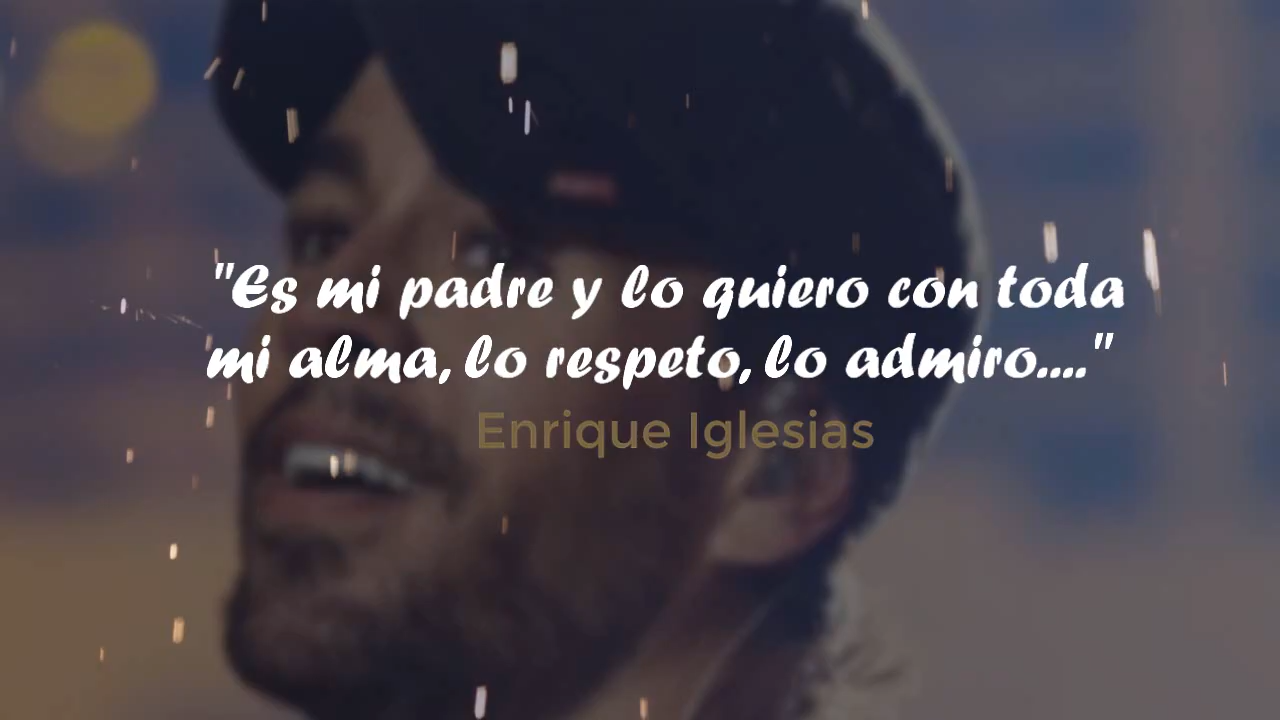 "Es mi padre y lo quiero con toda
mi alma, lo respeto, lo admiro...."
Enrique Iglesias